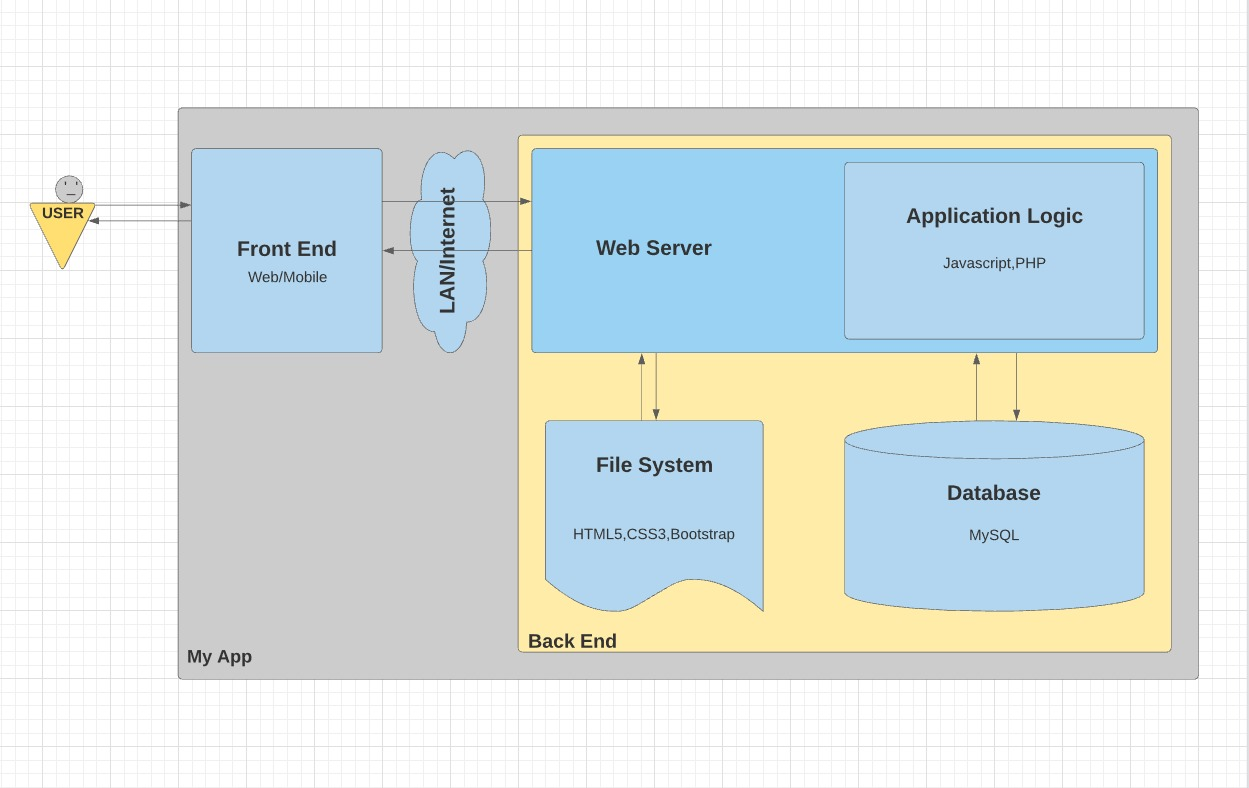 USER
Front End
Web/Mobile
LAN/Internet
Web Server
Application Logic
Javascript,PHP
File System
HTML5,CSS3,Bootstrap
Database
MySQL
Back End
My App